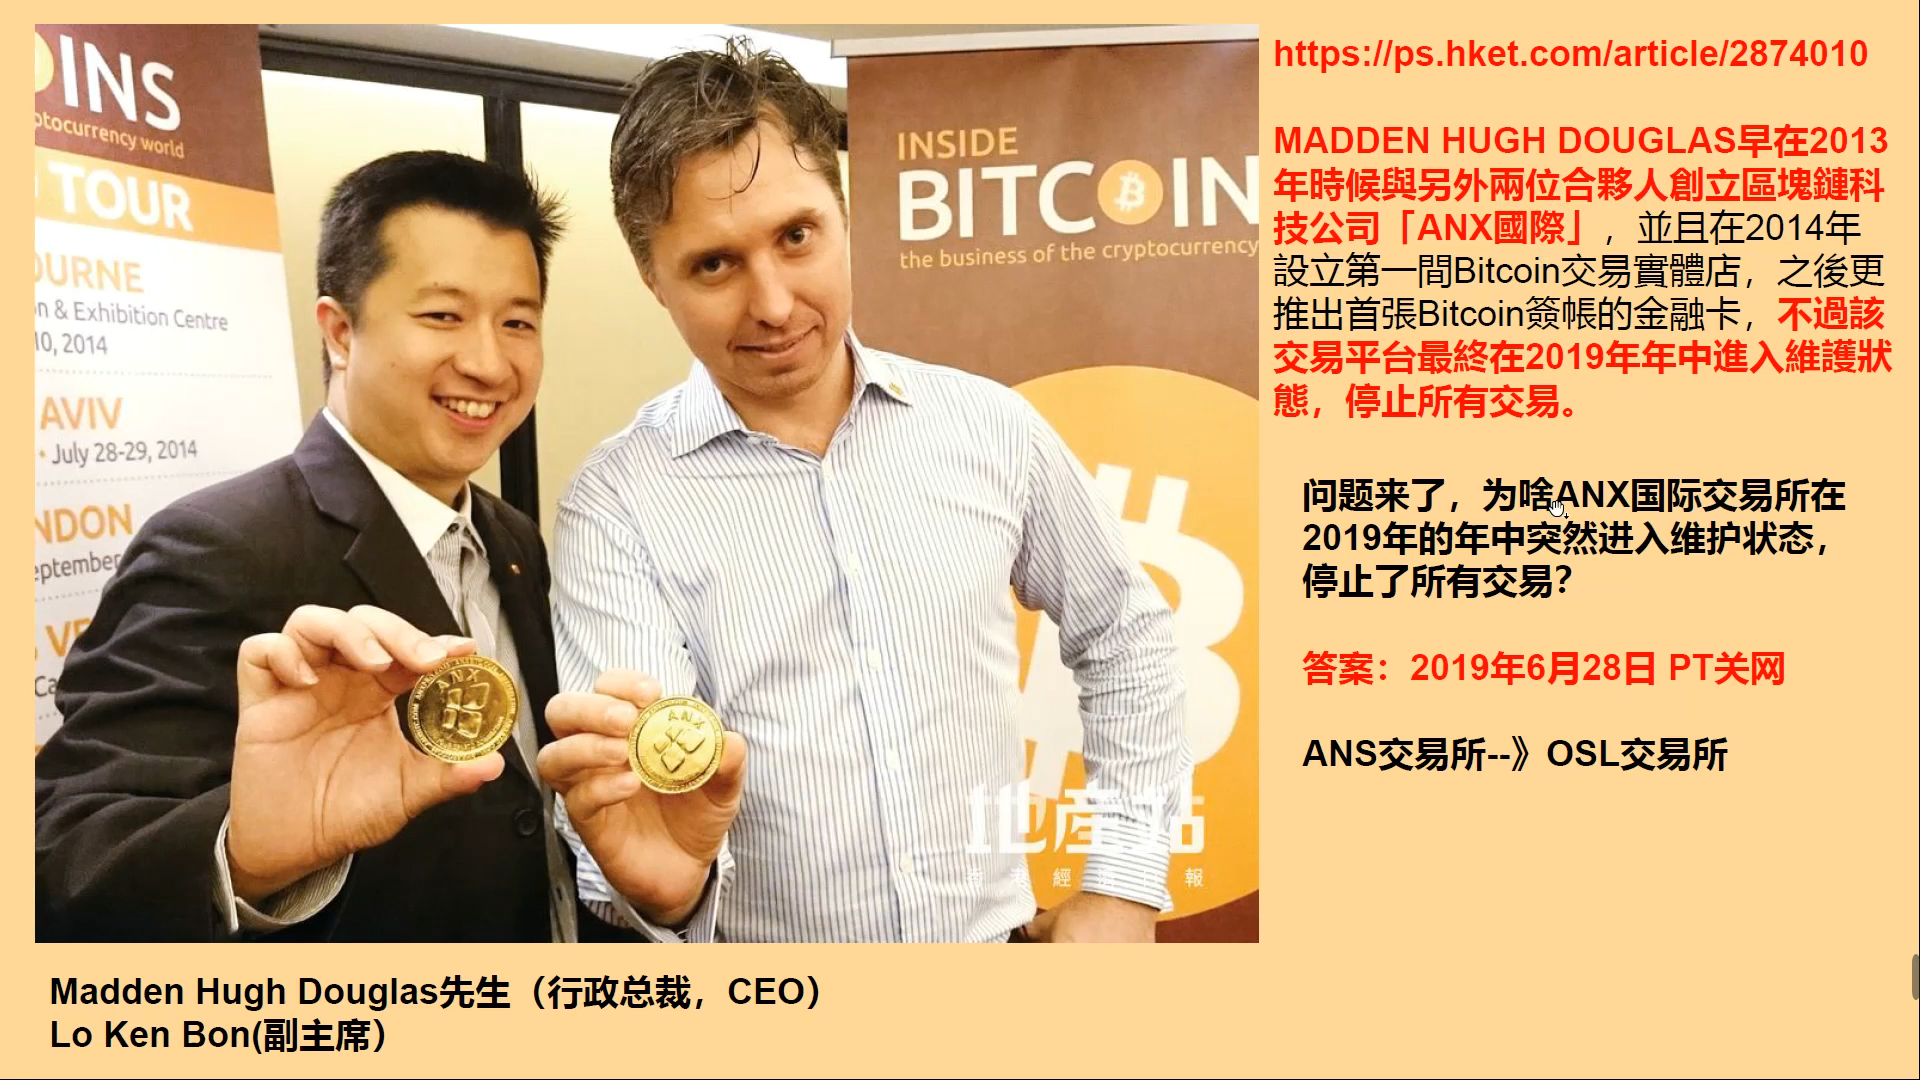 OINS
ptocurrency world
TOUR
OURNE
n & Exhibition Centre
10, 2014
AVIV
• July 28-29, 2014
NDON
eptember
VE
Ca
INSIDE
BITCOIN
the business of the cryptocurrency
ANX
ANX
地產站
香港經濟日報
https://ps.hket.com/article/2874010
MADDEN HUGH DOUGLAS早在2013
年時候與另外兩位合夥人創立區塊鏈科
技公司「ANX國際」，並且在2014年
設立第一間Bitcoin交易實體店，之後更
推出首張Bitcoin簽帳的金融卡，不過該
交易平台最終在2019年年中進入維護狀
態，停止所有交易。
问题来了，为啥ANX国际交易所在
2019年的年中突然进入维护状态，
停止了所有交易？
答案：2019年6月28日 PT关网
ANS交易所--》OSL交易所
Madden Hugh Douglas先生（行政总裁，CEO）
Lo Ken Bon(副主席）